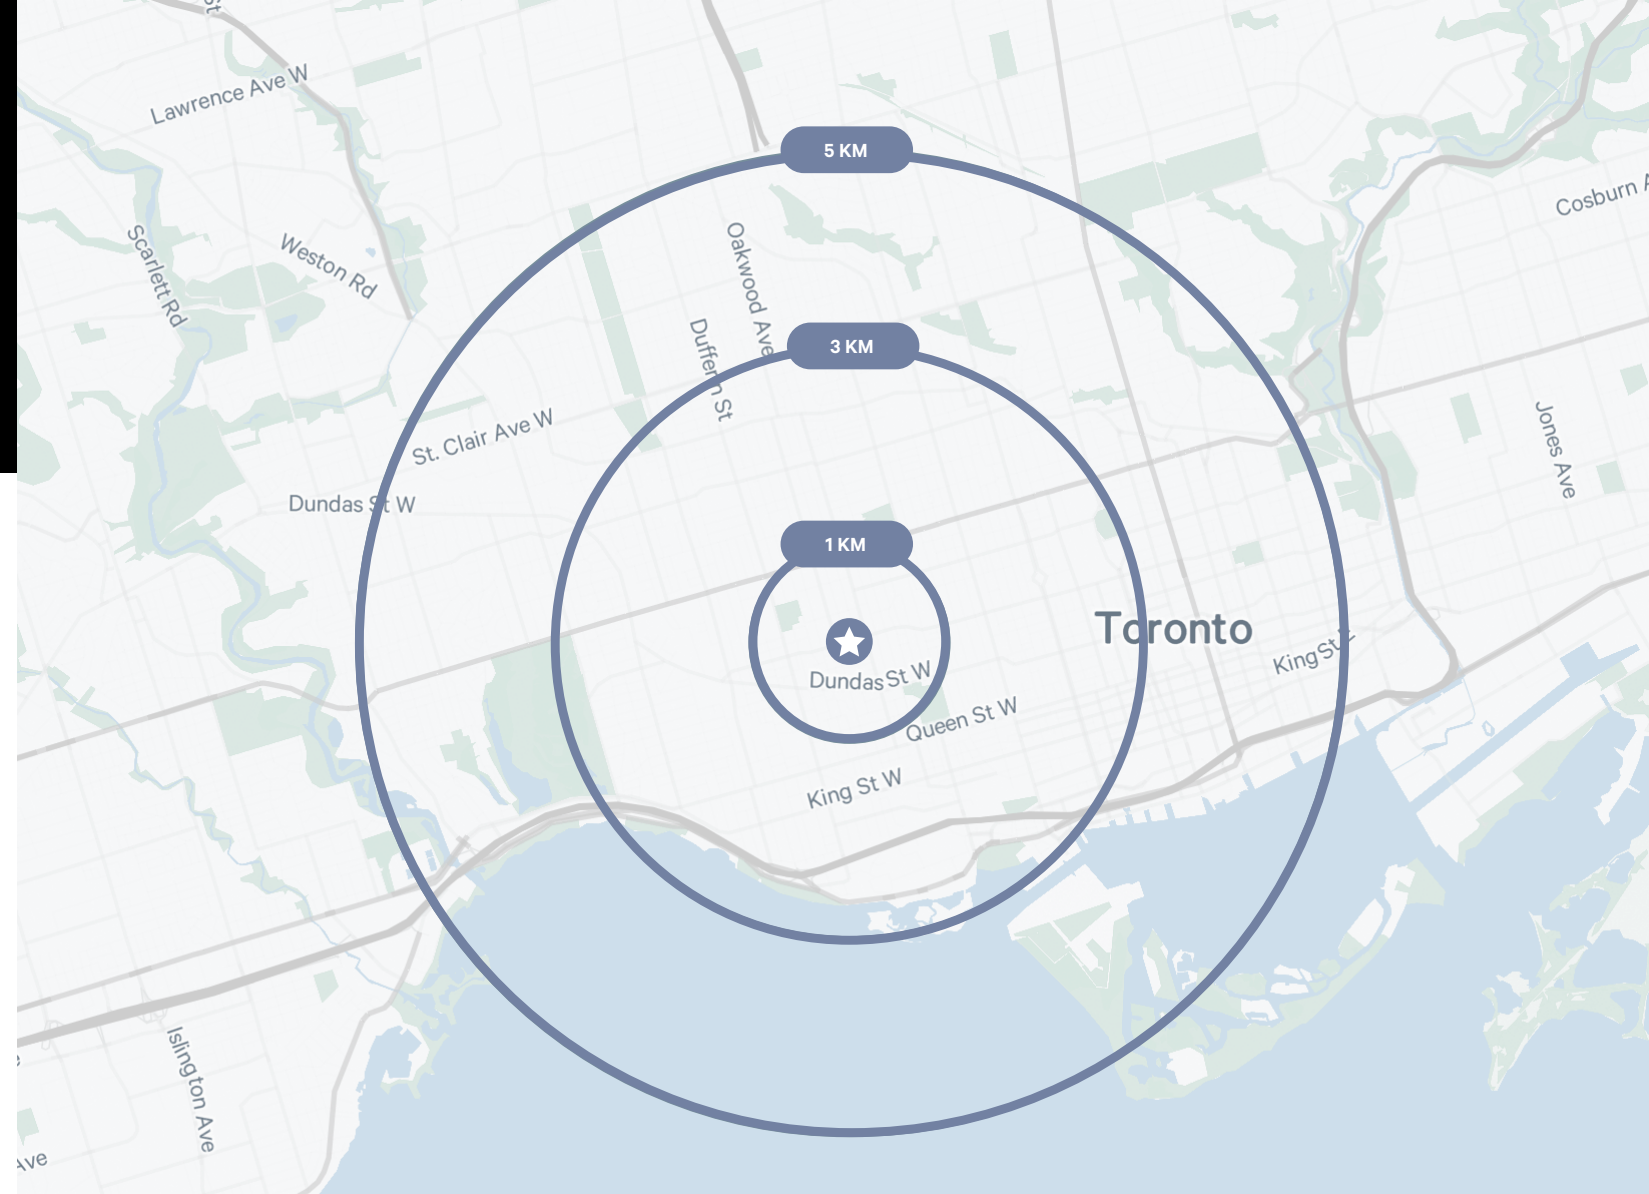 St
Lawrence Ave W
5 KM
Cosburn A
Scarlett Rd
Weston Rd
Oakwood Ave
3 KM
Dufferin St
St. Clair Ave W
Jones Ave
Dundas St W
1 KM
Toronto
King St E
Dundas St W
Queen St W
King St W
Islington Ave
Ave